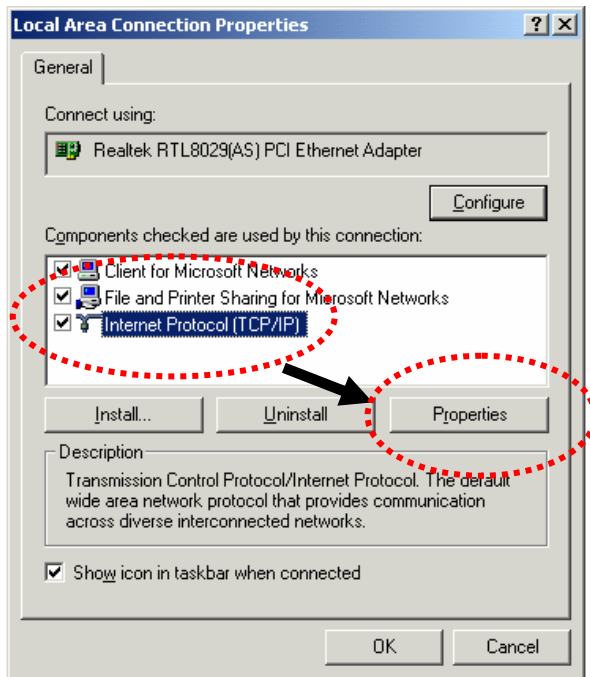 Local Area Connection Properties
General
Connect using:
Realtek RTL8029(AS) PCI Ethernet Adapter
Configure
Components checked are used by this connection:
Client for Microsoft Networks
File and Printer Sharing for Microsoft Networks
Internet Protocol (TCP/IP)
Install... Uninstall Properties
Description
Transmission Control Protocol/Internet Protocol. The default
wide area network protocol that provides communication
across diverse interconnected networks.
Show icon in taskbar when connected
OK Cancel